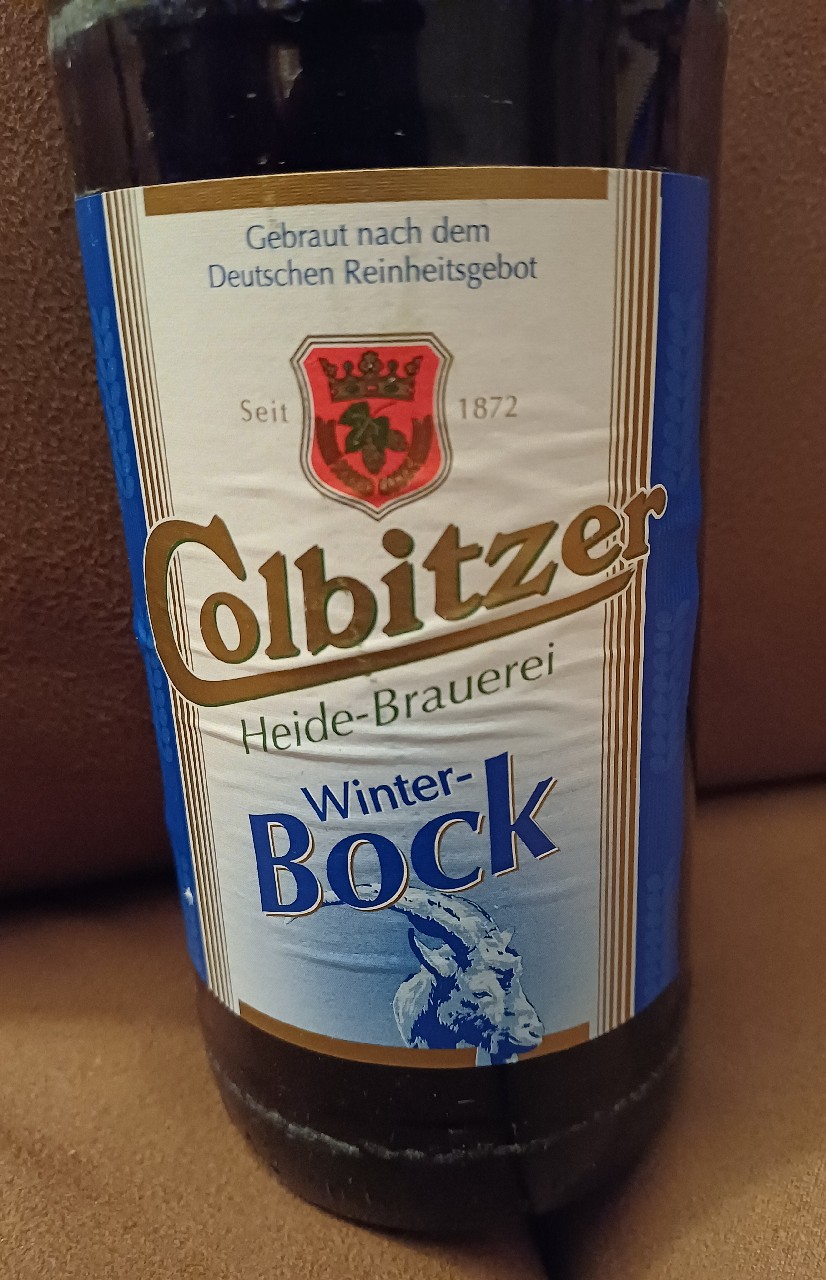 Gebraut nach dem
Deutschen Reinheitsgebot
Seit 1872
Colbitzer
Heide-Brauerei
Winter-
Bock